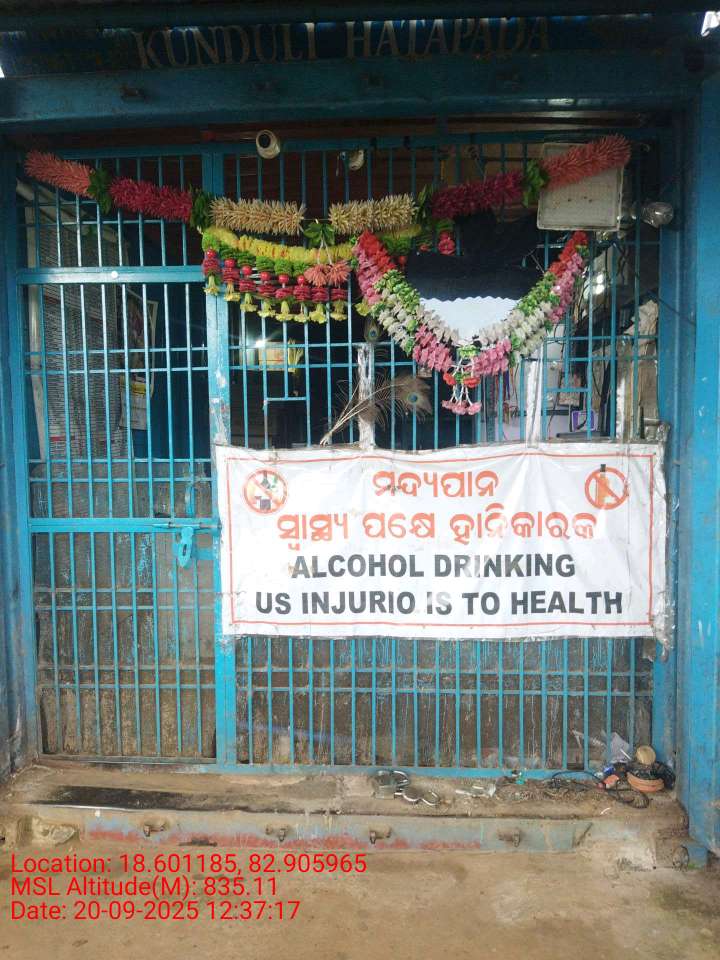 KUNDULI HATAPADA
ମଦ୍ୟପାନ
ସ୍ୱାସ୍ଥ୍ୟ ପକ୍ଷେ ହାନିକାରକ
ALCOHOL DRINKING
US INJURIO IS TO HEALTH
Location: 18.601185, 82.905965
MSL Altitude(M): 835.11
Date: 20-09-2025 12:37:17